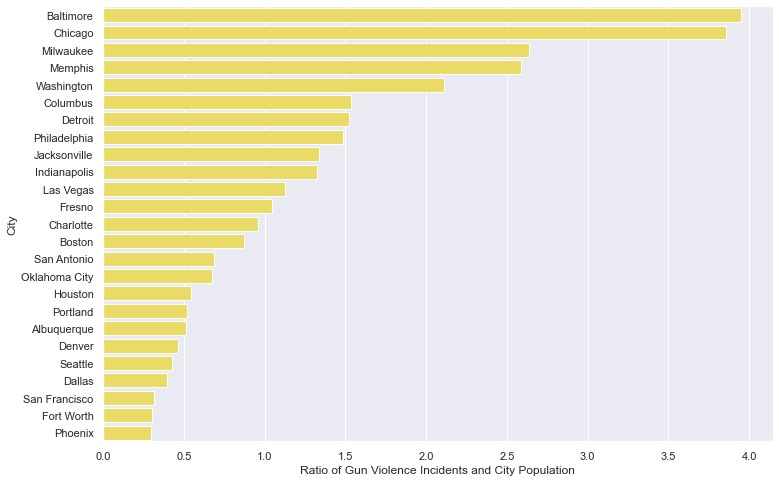 Baltimore
Chicago
Milwaukee
Memphis
Washington
Columbus
Detroit
Philadelphia
Jacksonville
Indianapolis
Las Vegas
Fresno
Charlotte
Boston
San Antonio
Oklahoma City
Houston
Portland
Albuquerque
Denver
Seattle
Dallas
San Francisco
Fort Worth
Phoenix
City
0.0 0.5 1.0 1.5 2.0 2.5 3.0 3.5 4.0
Ratio of Gun Violence Incidents and City Population